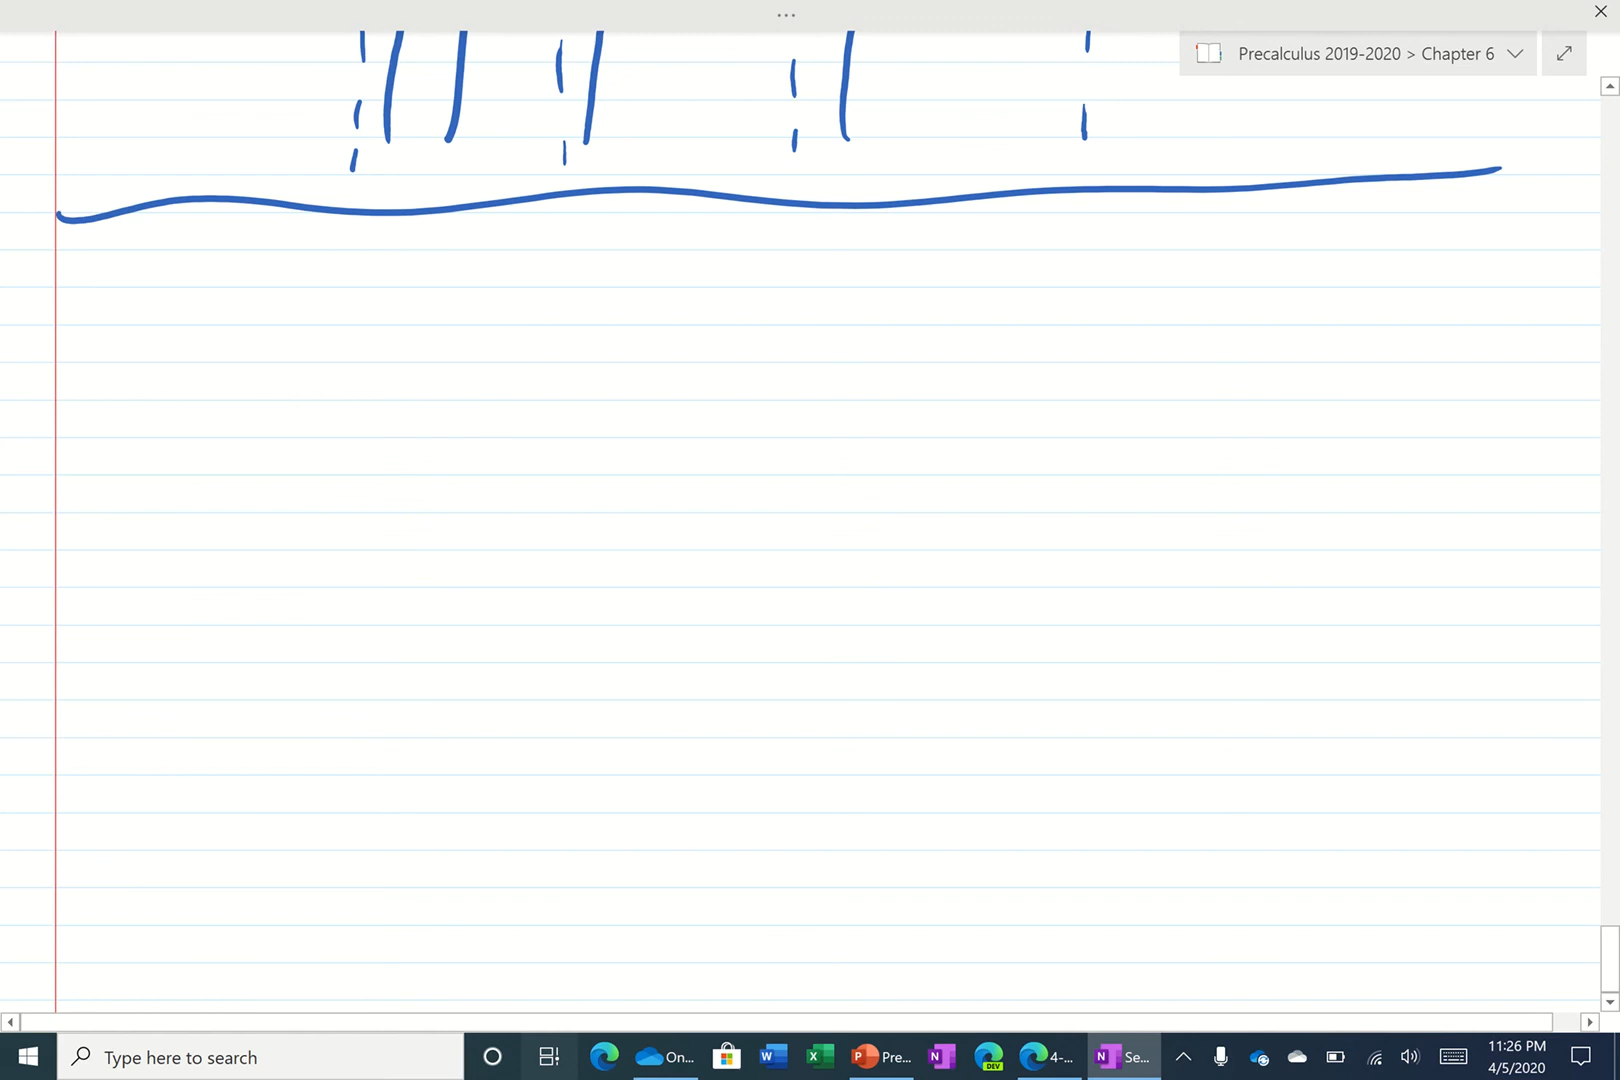 Precalculus 2019-2020 > Chapter 6
Type here to search
DEV
On...
Pre...
4-...
Se...
11:26 PM
4/5/2020